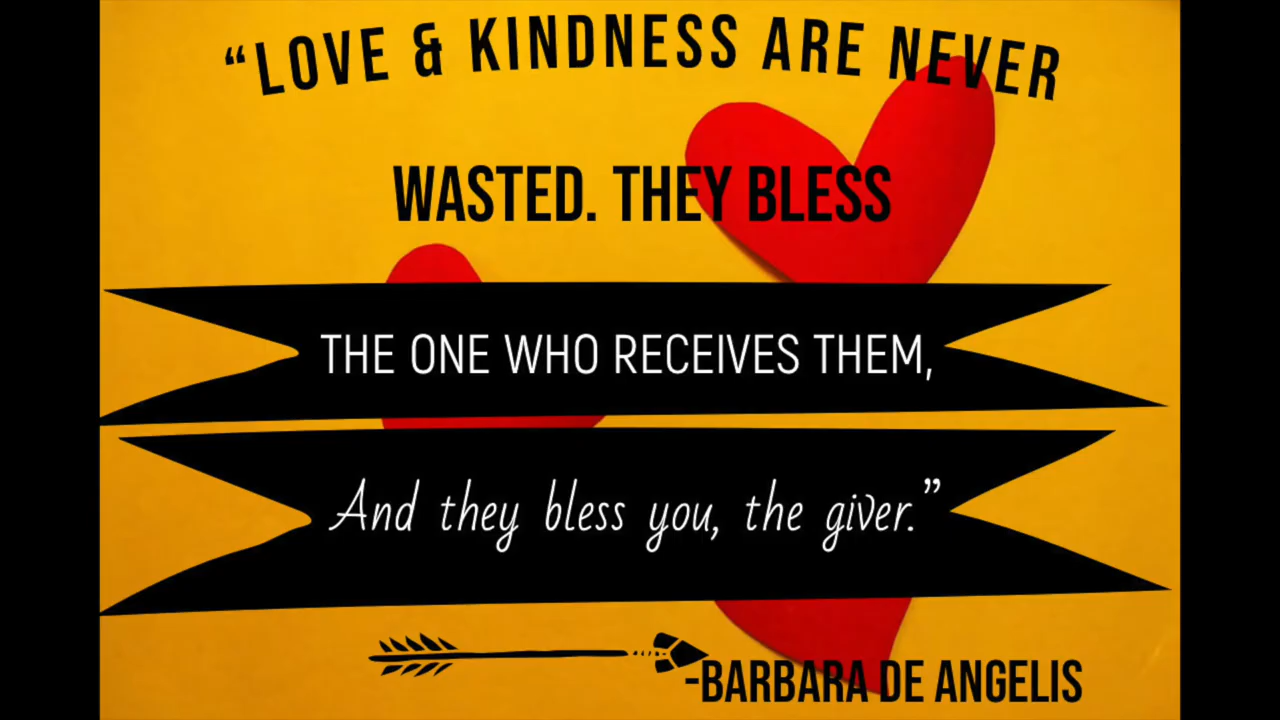 “LOVE & KINDNESS ARE NEVER
WASTED. THEY BLESS
THE ONE WHO RECEIVES THEM,
And they bless you, the giver.”
-BARBARA DE ANGELIS